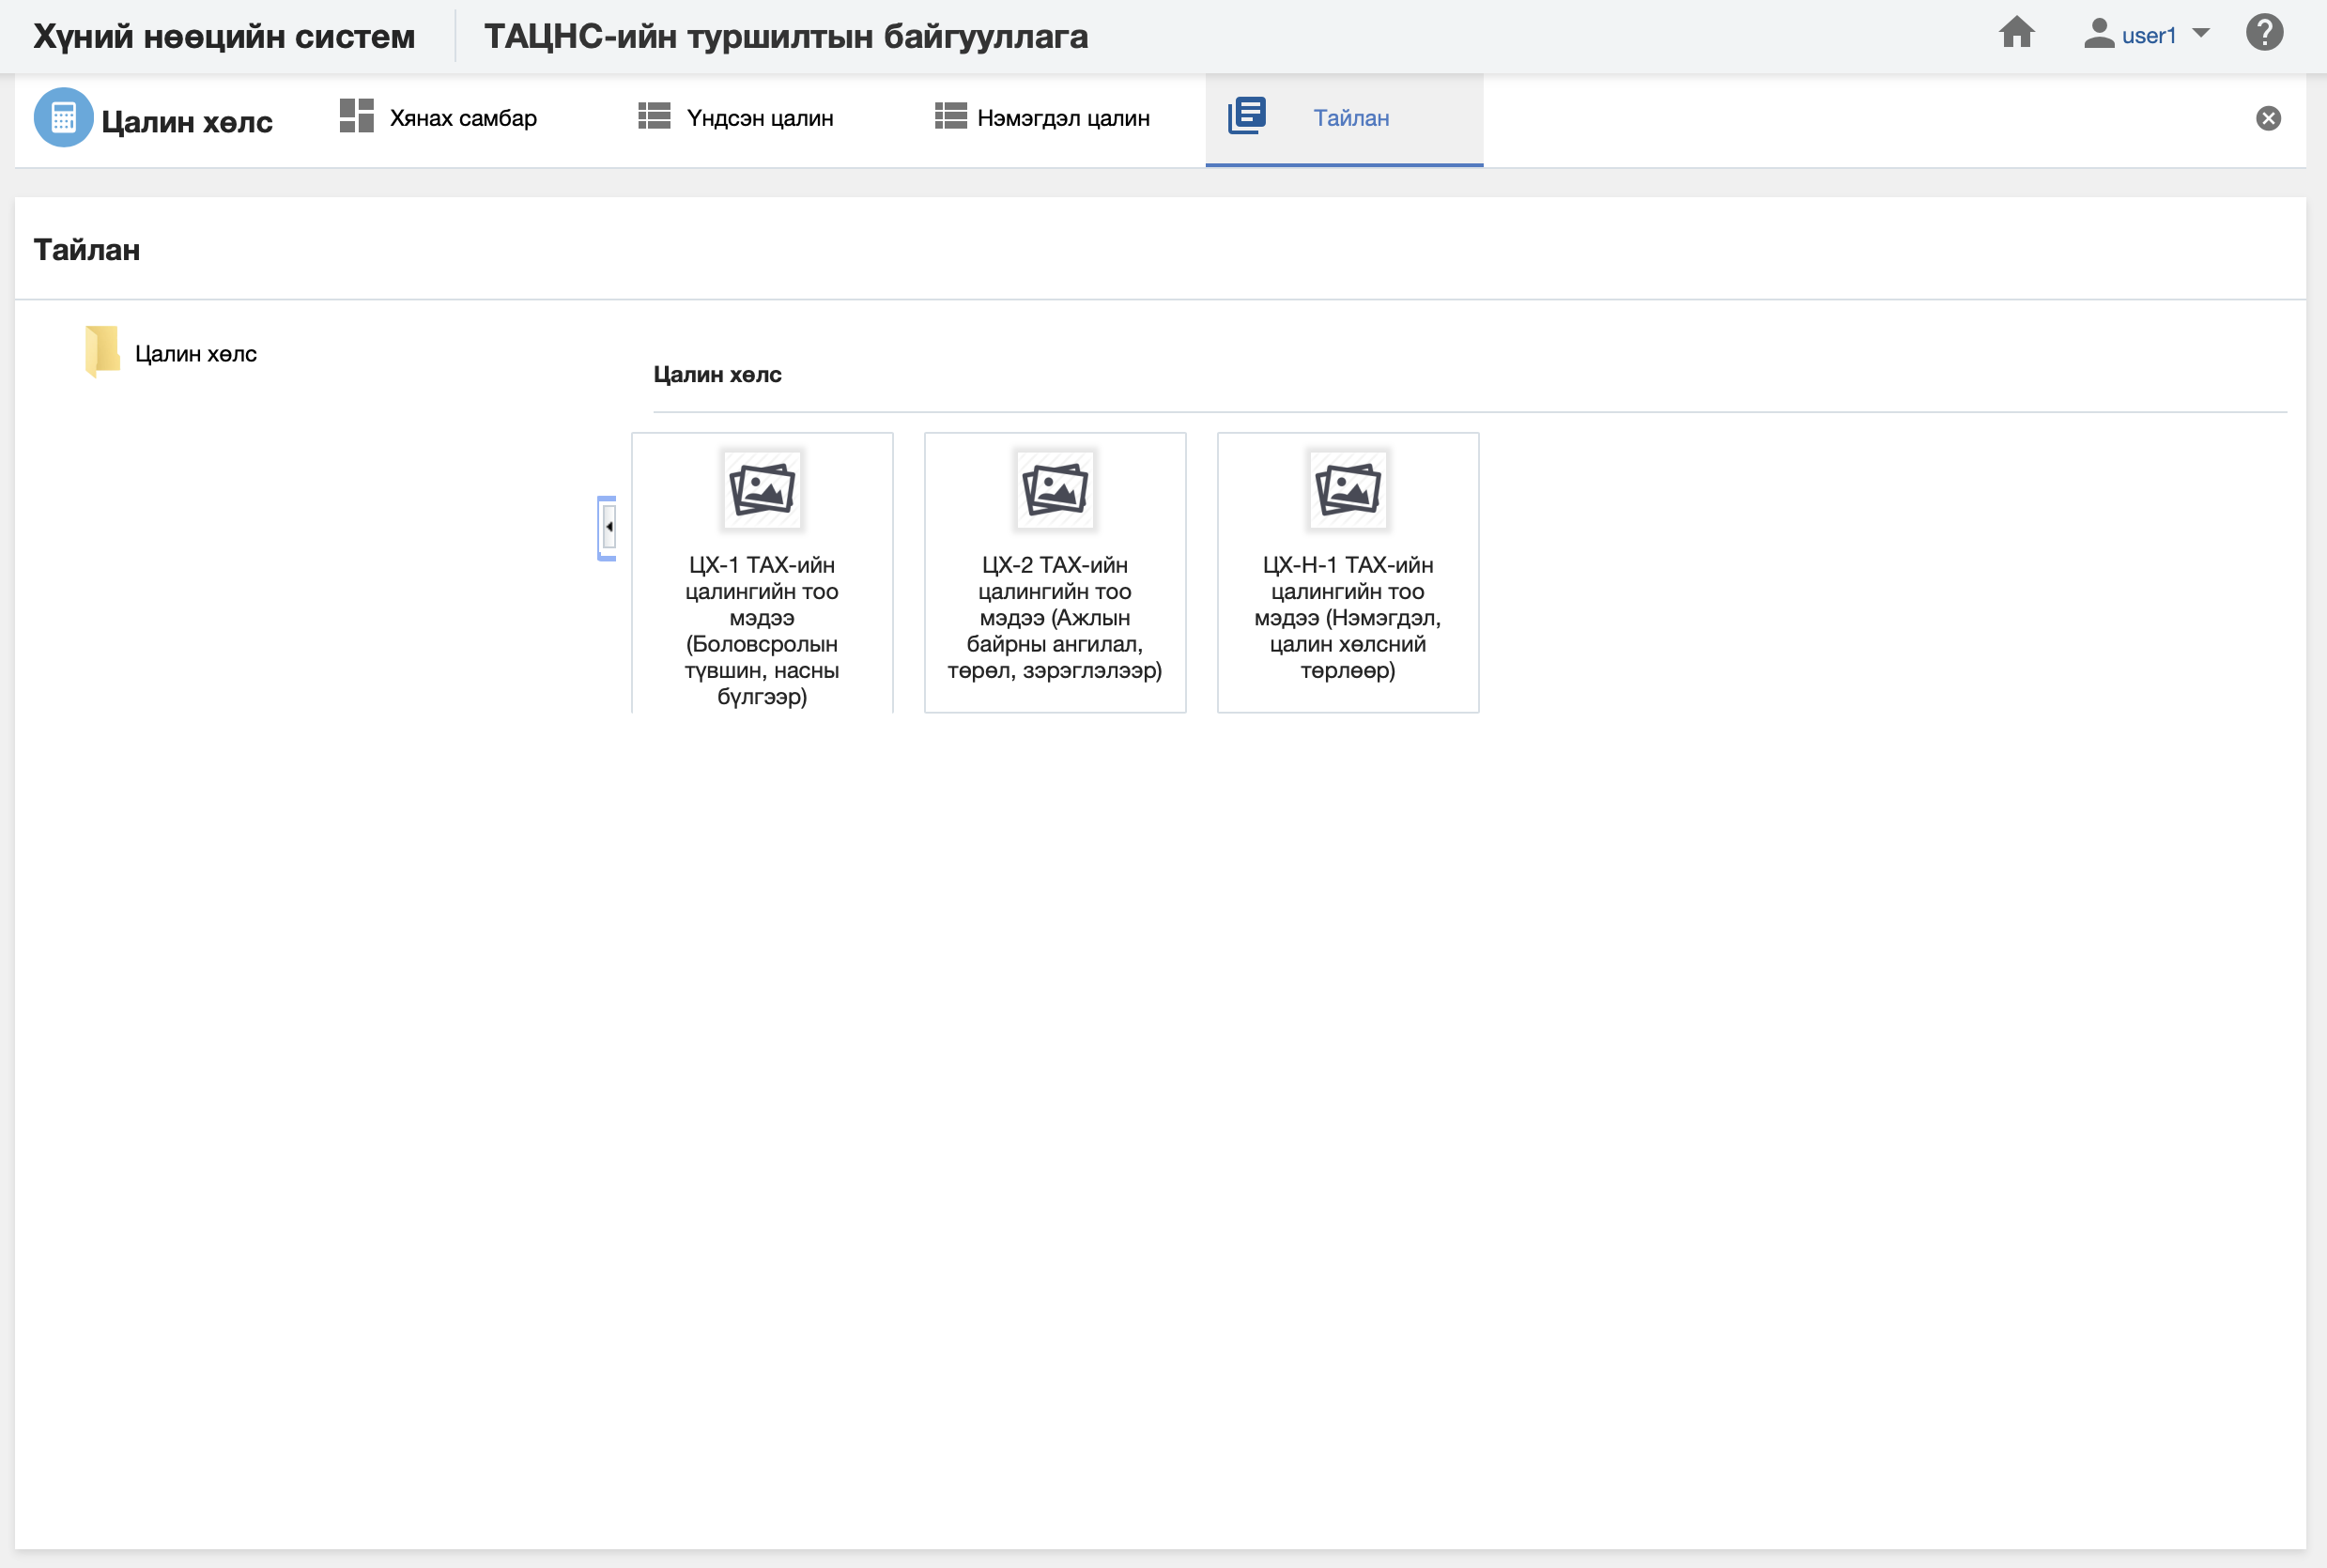 Хүний нөөцийн систем
ТАЦНС-ийн туршилтын байгууллага
user1
Цалин хөлс
Хянах самбар
Үндсэн цалин
Нэмэгдэл цалин
Тайлан
Тайлан
Цалин хөлс
Цалин хөлс
ЦХ-1 ТАХ-ийн
цалингийн тоо
мэдээ
(Боловсролын
түвшин, насны
бүлгээр)
ЦХ-2 ТАХ-ийн
цалингийн тоо
мэдээ (Ажлын
байрны ангилал,
төрөл, зэрэглэлээр)
ЦХ-Н-1 ТАХ-ийн
цалингийн тоо
мэдээ (Нэмэгдэл,
цалин хөлсний
төрлөөр)